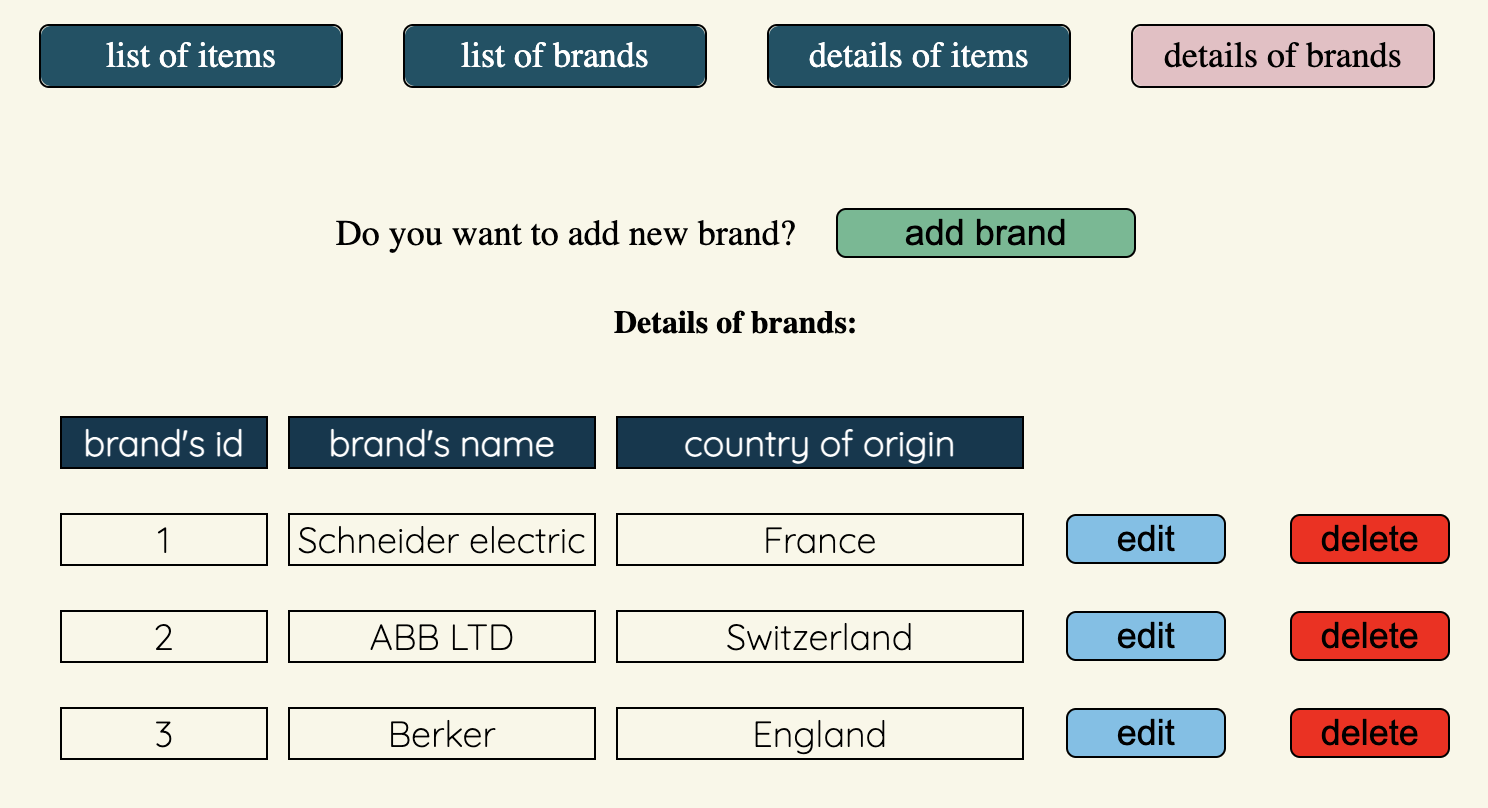 list of items list of brands details of items details of brands
Do you want to add new brand? add brand
Details of brands:
brand's id brand's name country of origin
1 Schneider electric France edit delete
2 ABB LTD Switzerland edit delete
3 Berker England edit delete